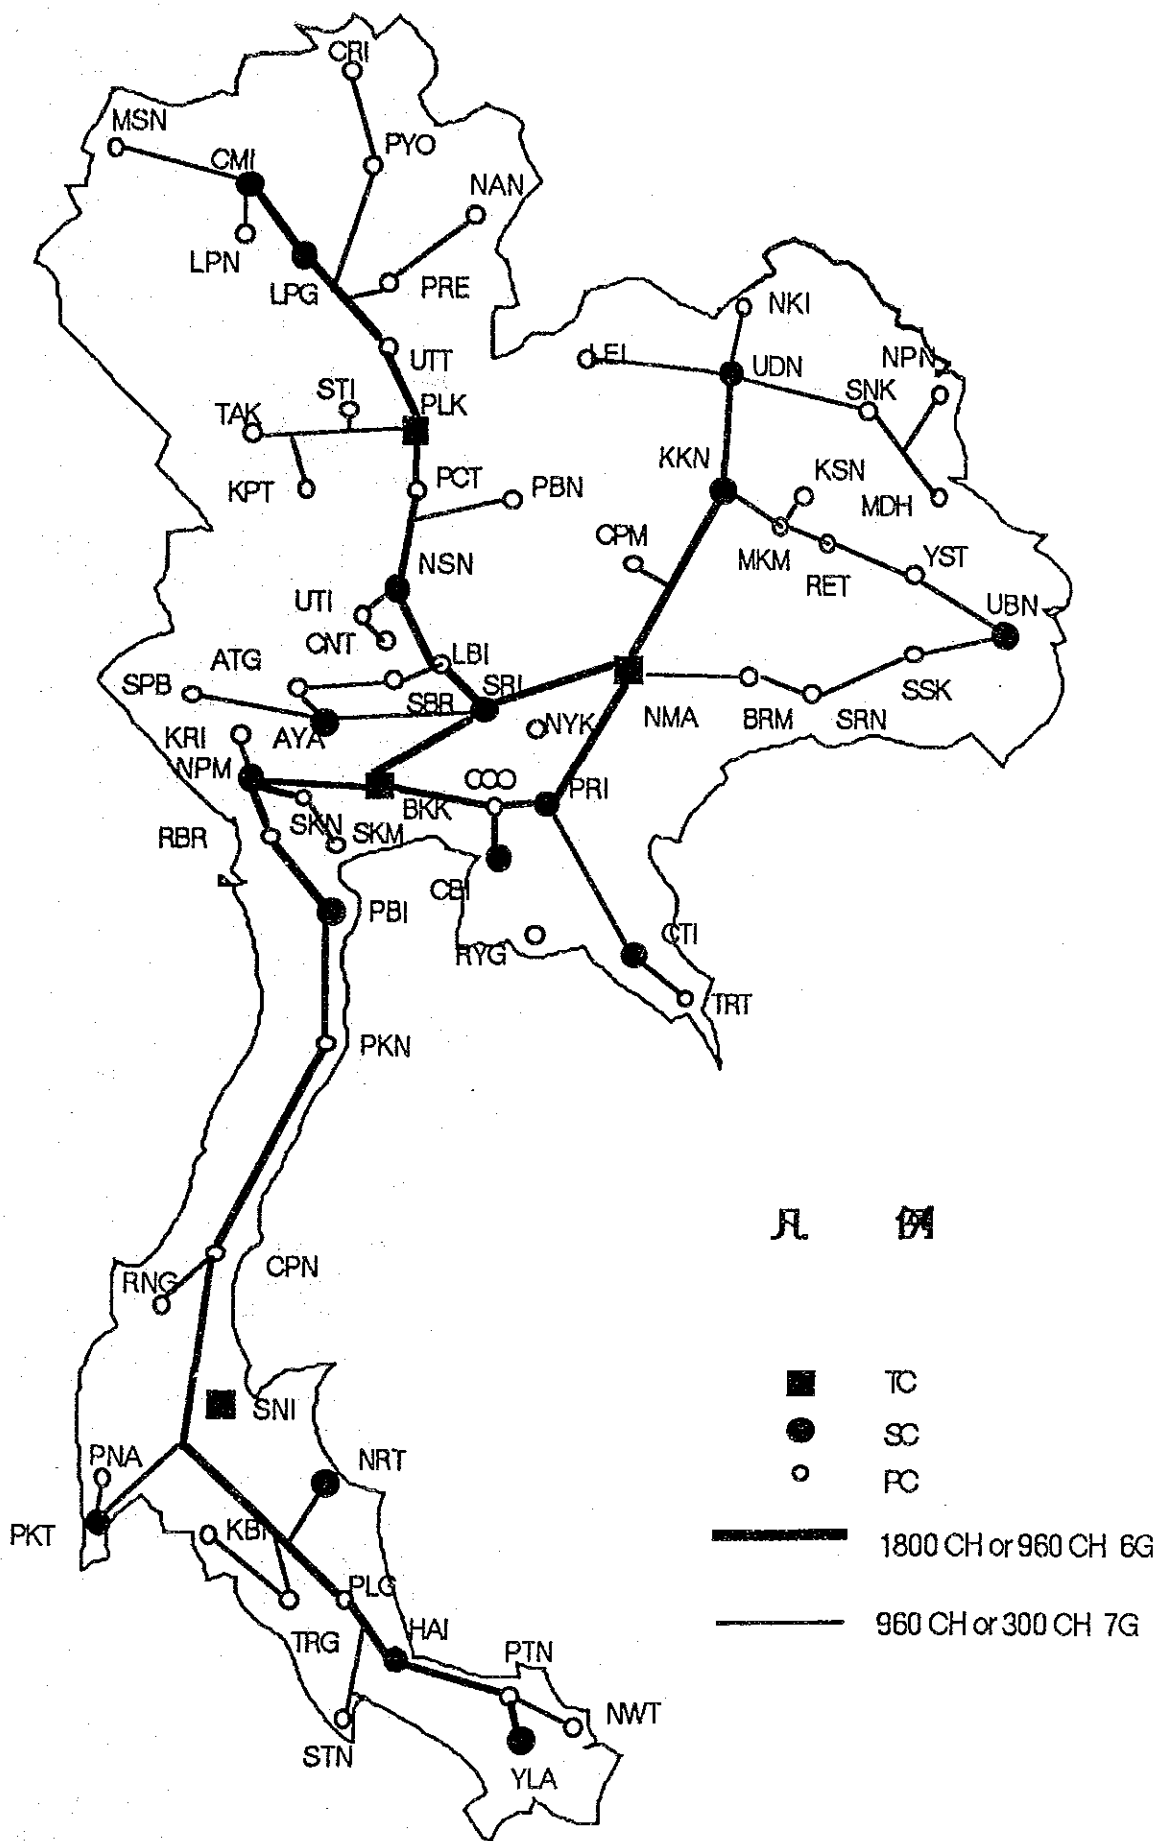 CRI
MSN
PYO
CMI
NAN
LPN
LPG
PRE
NKI
UTT
LEI
UDN
NPN
STI
SNK
TAK
PLK
KKN
KSN
KPT
PCT
PBN
MDH
CPM
MKM
NSN
RET
YST
UTI
UBN
CNT
LBI
ATG
SPB
SRI
SBR
NMA
BRM
SRN
SSK
KRI
AYA
NYK
NPM
COO
PRI
BKK
SKN
SKM
RBR
CBI
PBI
RYG
CTI
TRT
PKN
凡 例
RNG
CPN
TC
SNI
SC
PNA
NRT
PC
PKT
KBI
1800 CH or 960 CH 6G
PLG
960 CH or 300 CH 7G
TRG
HAI
PTN
NWT
STN
YLA